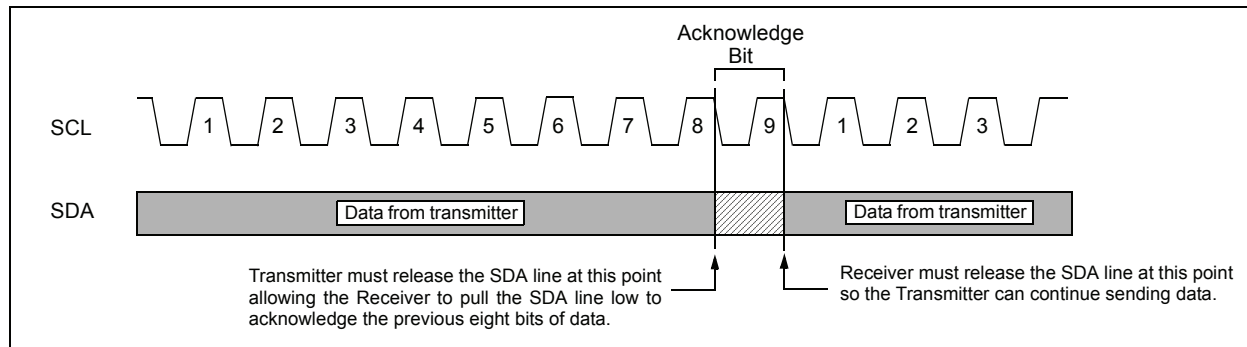 Acknowledge
Bit
SCL
1 2 3 4 5 6 7 8 9 1 2 3
SDA
Data from transmitter
Data from transmitter
Transmitter must release the SDA line at this point
allowing the Receiver to pull the SDA line low to
acknowledge the previous eight bits of data.
Receiver must release the SDA line at this point
so the Transmitter can continue sending data.